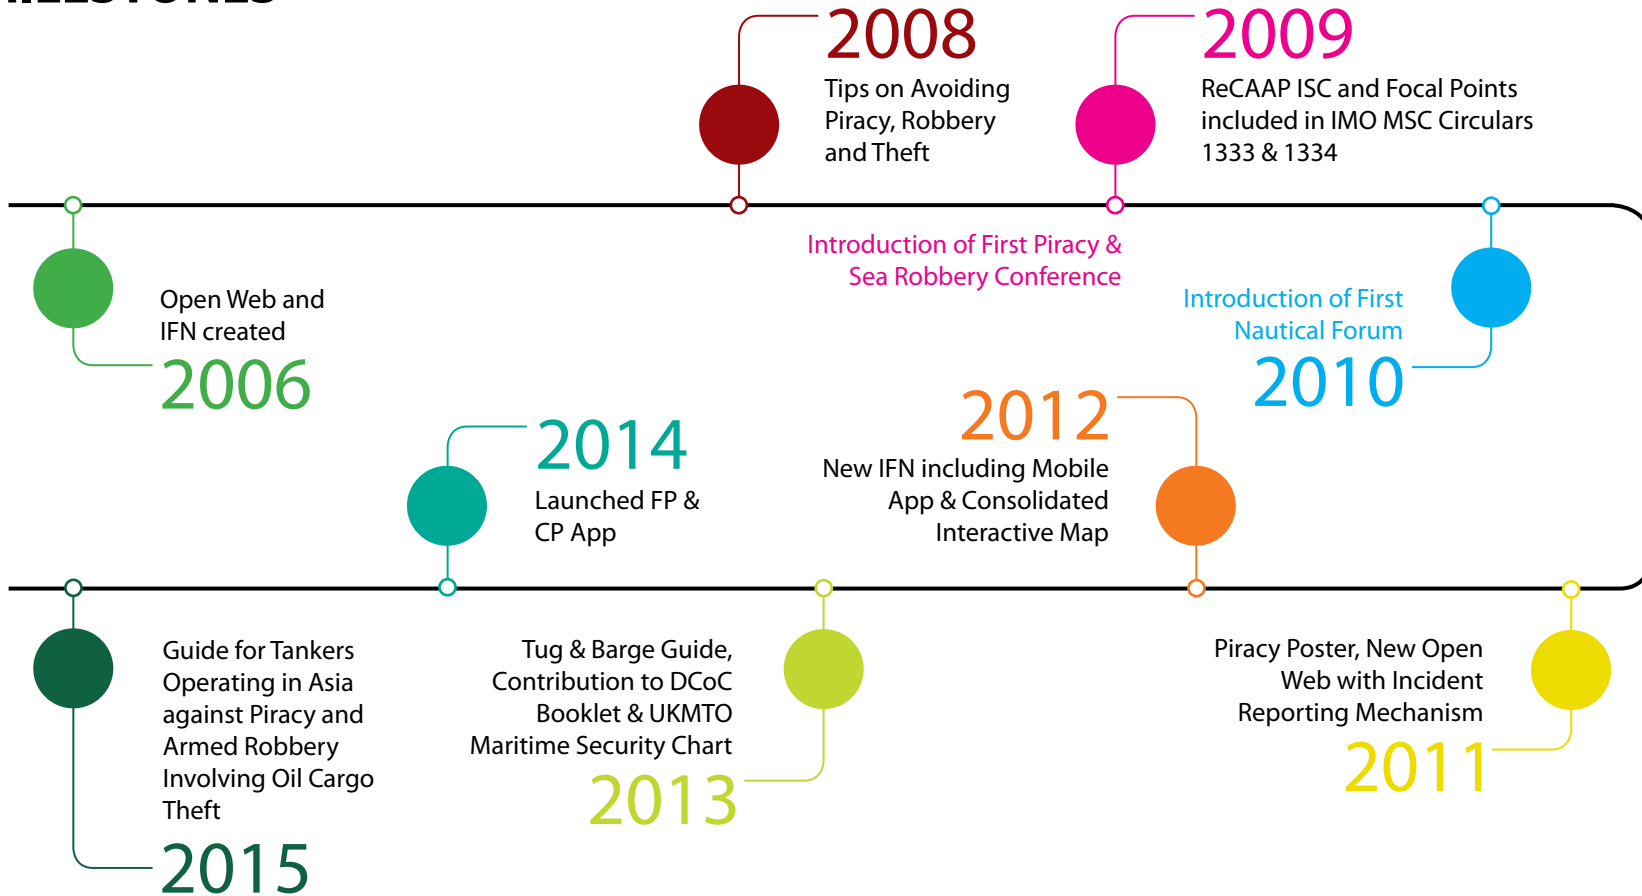 2008
Tips on Avoiding
Piracy, Robbery
and Theft
2009
ReCAAP ISC and Focal Points
included in IMO MSC Circulars
1333 & 1334
Introduction of First Piracy &
Sea Robbery Conference
Open Web and
IFN created
2006
Introduction of First
Nautical Forum
2010
2014
Launched FP &
CP App
2012
New IFN including Mobile
App & Consolidated
Interactive Map
Guide for Tankers
Operating in Asia
against Piracy and
Armed Robbery
Involving Oil Cargo
Theft
2015
Tug & Barge Guide,
Contribution to DCoC
Booklet & UKMTO
Maritime Security Chart
2013
Piracy Poster, New Open
Web with Incident
Reporting Mechanism
2011